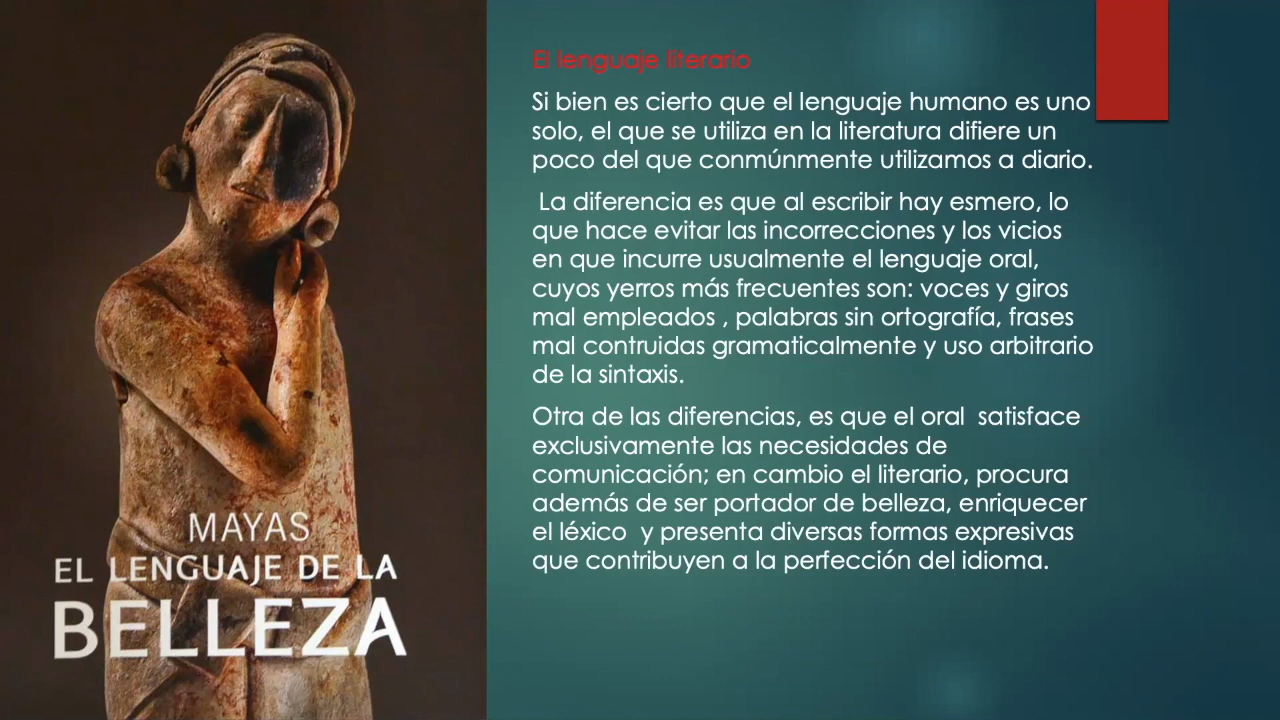 MAYAS
EL LENGUAJE DE LA
BELLEZA
El lenguaje literario
Si bien es cierto que el lenguaje humano es uno
solo, el que se utiliza en la literatura difiere un
poco del que conmúnmente utilizamos a diario.
La diferencia es que al escribir hay esmero, lo
que hace evitar las incorrecciones y los vicios
en que incurre usualmente el lenguaje oral,
cuyos yerros más frecuentes son: voces y giros
mal empleados , palabras sin ortografía, frases
mal contruidas gramaticalmente y uso arbitrario
de la sintaxis.
Otra de las diferencias, es que el oral  satisface
exclusivamente las necesidades de
comunicación; en cambio el literario, procura
además de ser portador de belleza, enriquecer
el léxico  y presenta diversas formas expresivas
que contribuyen a la perfección del idioma.